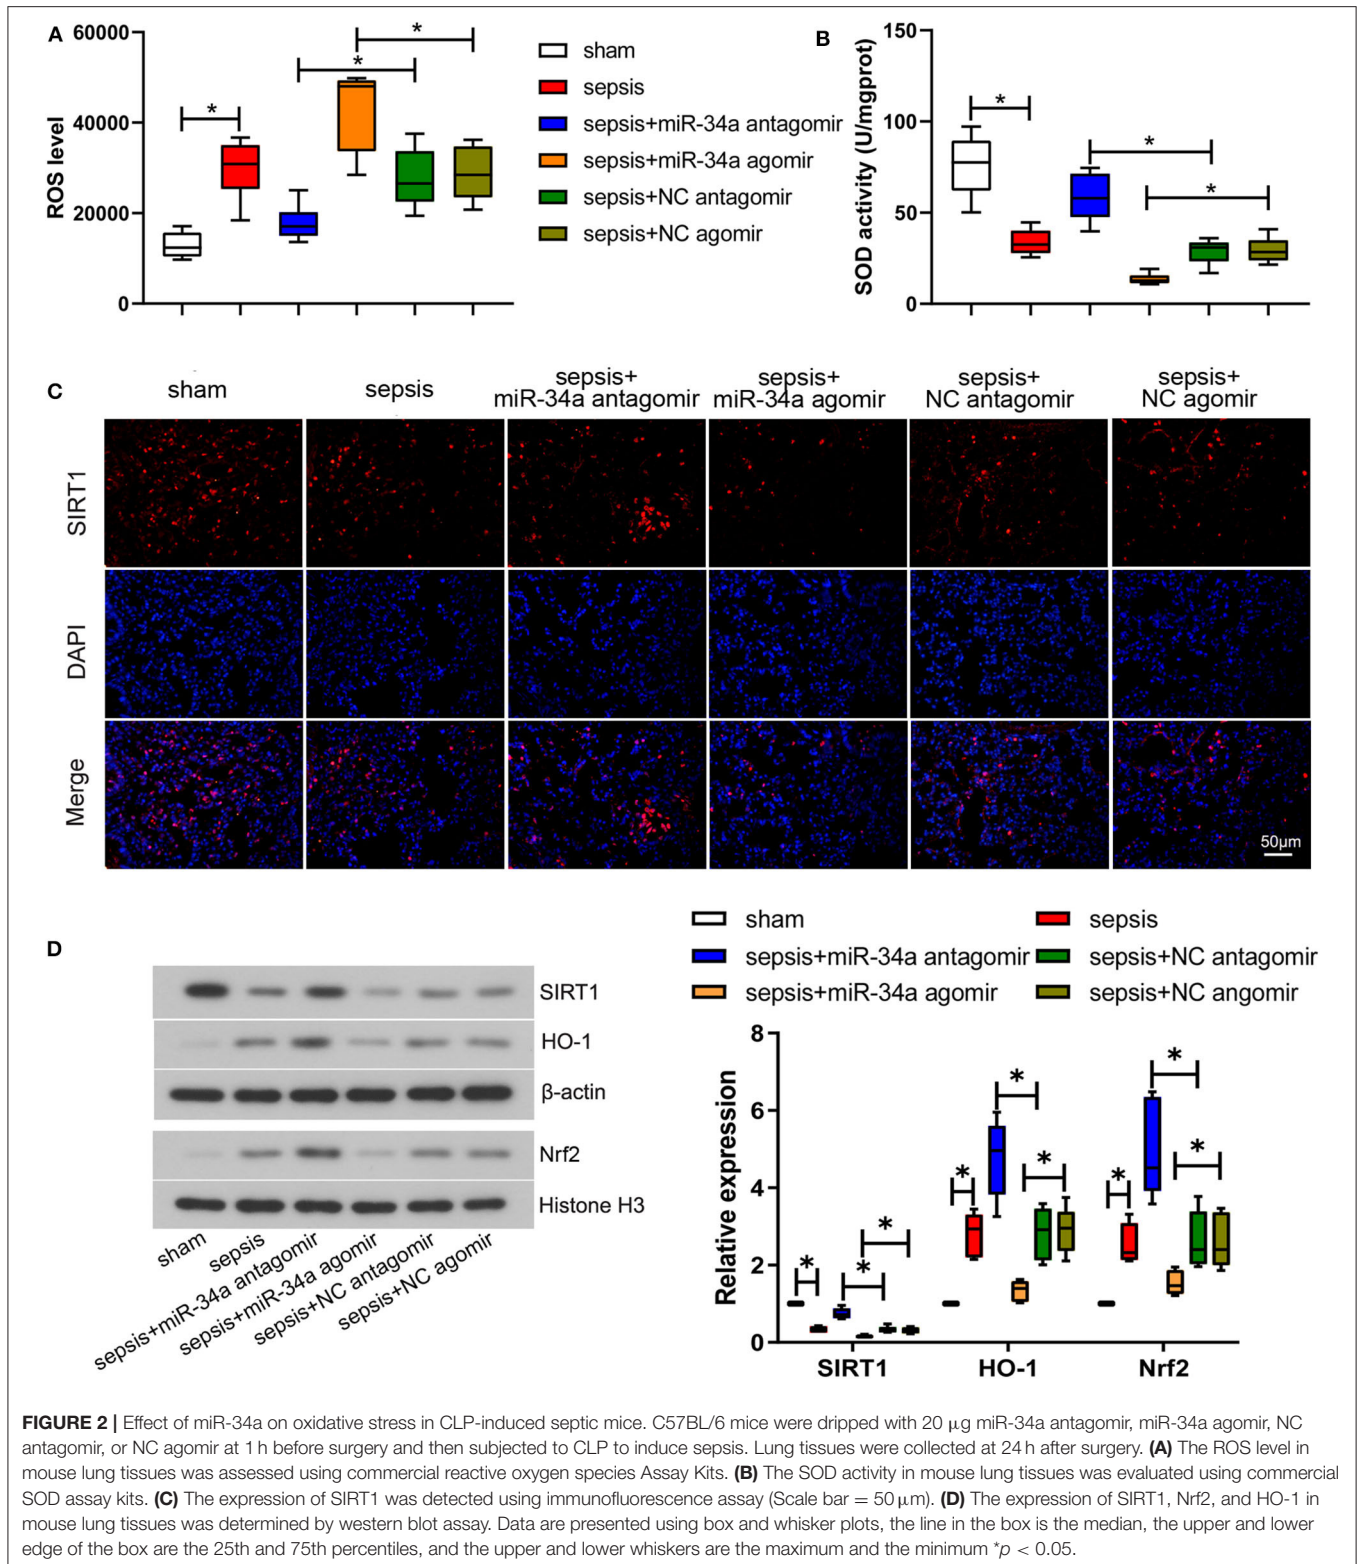 A
ROS level
60000
40000
20000
0
*
*
*
sham
sepsis
sepsis+miR-34a antagomir
sepsis+miR-34a agomir
sepsis+NC antagomir
sepsis+NC agomir
B
SOD activity (U/mgprot)
150
100
50
0
*
*
*
C
sham
sepsis
sepsis+
miR-34a antagomir
sepsis+
miR-34a agomir
sepsis+
NC antagomir
sepsis+
NC agomir
SIRT1
DAPI
Merge
50μm
D
SIRT1
HO-1
β-actin
Nrf2
Histone H3
sham
sepsis
sepsis+miR-34a antagomir
sepsis+miR-34a agomir
sepsis+NC antagomir
sepsis+NC agomir
sham
sepsis
sepsis+miR-34a antagomir
sepsis+NC antagomir
sepsis+miR-34a agomir
sepsis+NC angomir
Relative expression
8
6
4
2
0
*
*
*
*
*
*
*
*
*
SIRT1
HO-1
Nrf2
FIGURE 2 | Effect of miR-34a on oxidative stress in CLP-induced septic mice. C57BL/6 mice were dripped with 20 μg miR-34a antagomir, miR-34a agomir, NC
antagomir, or NC agomir at 1 h before surgery and then subjected to CLP to induce sepsis. Lung tissues were collected at 24 h after surgery. (A) The ROS level in
mouse lung tissues was assessed using commercial reactive oxygen species Assay Kits. (B) The SOD activity in mouse lung tissues was evaluated using commercial
SOD assay kits. (C) The expression of SIRT1 was detected using immunofluorescence assay (Scale bar = 50 μm). (D) The expression of SIRT1, Nrf2, and HO-1 in
mouse lung tissues was determined by western blot assay. Data are presented using box and whisker plots, the line in the box is the median, the upper and lower
edge of the box are the 25th and 75th percentiles, and the upper and lower whiskers are the maximum and the minimum *p < 0.05.